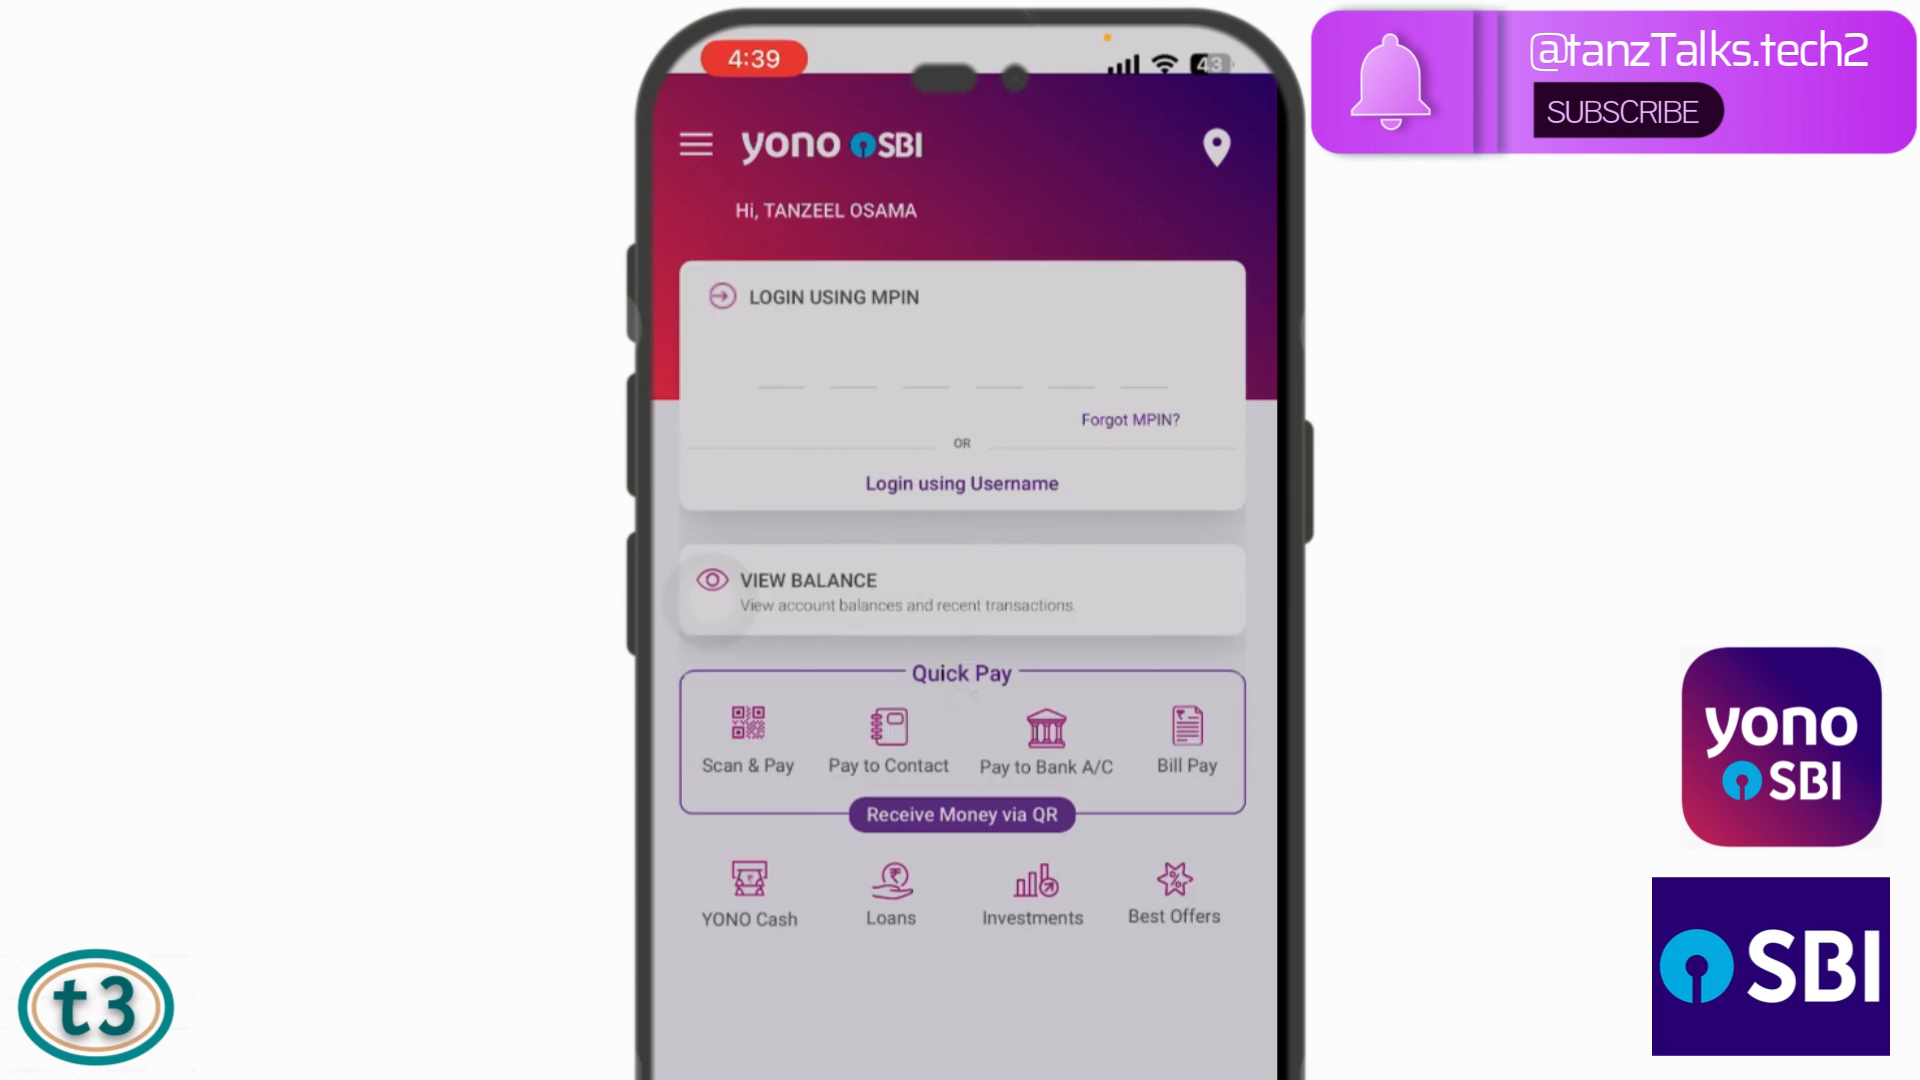 4:39
43
@tanzTalks.tech2
SUBSCRIBE
yono SBI
Hi, TANZEEL OSAMA
LOGIN USING MPIN
Forgot MPIN?
OR
Login using Username
VIEW BALANCE
View account balances and recent transactions.
Quick Pay
Scan & Pay
Pay to Contact
Pay to Bank A/C
Bill Pay
Receive Money via QR
YONO Cash
Loans
Investments
Best Offers
yono
SBI
SBI
t3